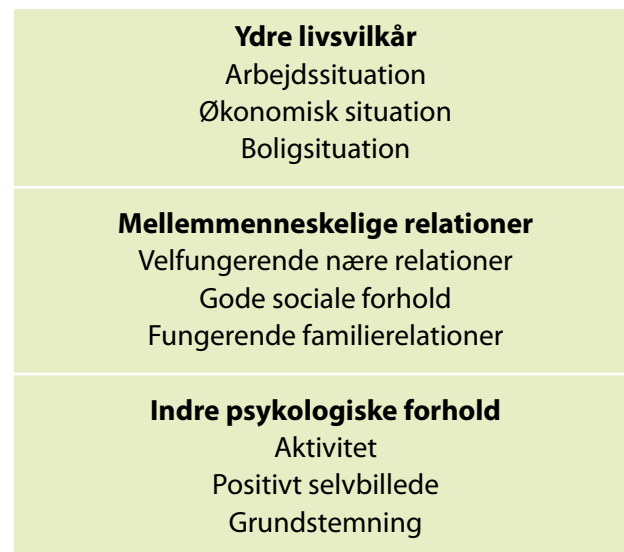 Ydre livsvilkår
Arbejdssituation
Økonomisk situation
Boligsituation
Mellemmenneskelige relationer
Velfungerende nære relationer
Gode sociale forhold
Fungerende familierelationer
Indre psykologiske forhold
Aktivitet
Positivt selvbillede
Grundstemning